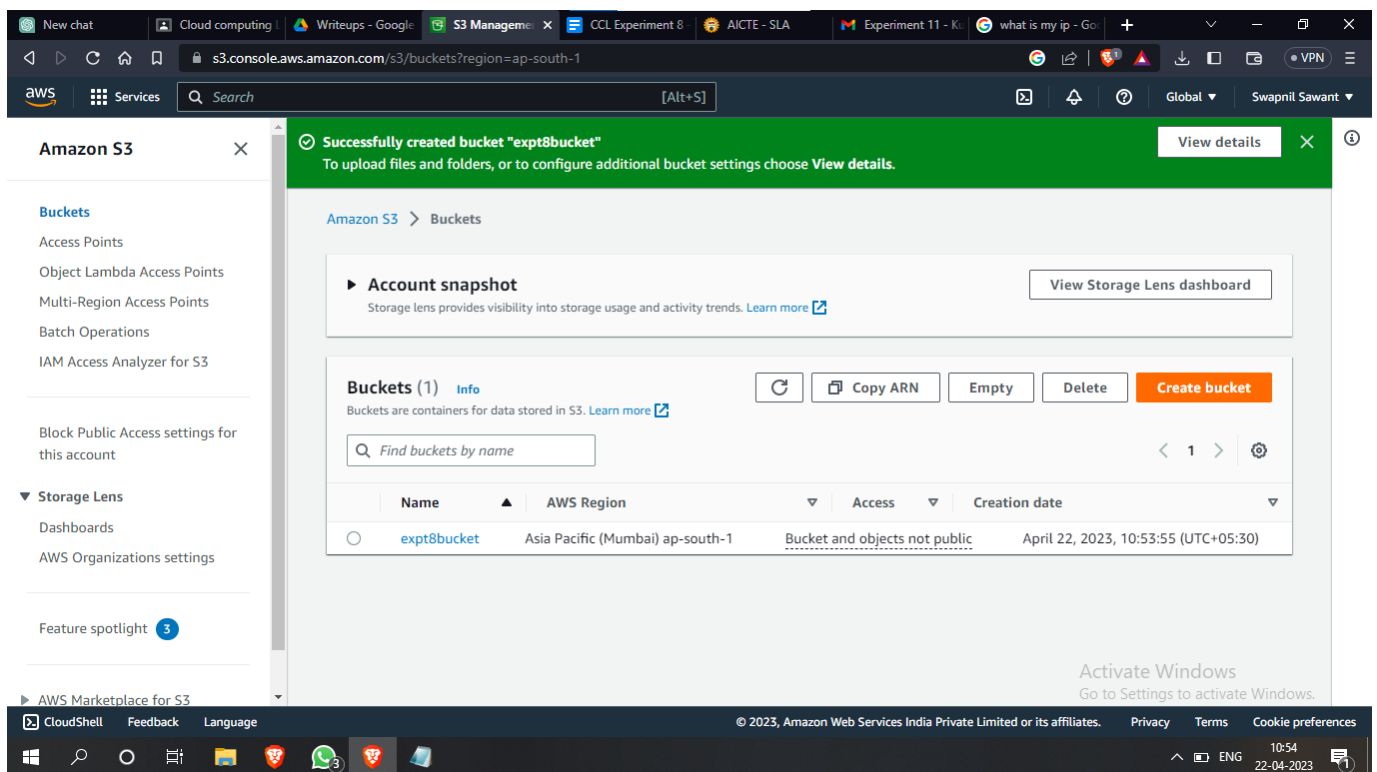 New chat
Cloud computing l
Writeups - Google
S3 Manageme
CCL Experiment 8 -
AICTE - SLA
Experiment 11 - Ku
what is my ip - Goo
s3.console.aws.amazon.com/s3/buckets?region=ap-south-1
1
VPN
aws
Services
Search
[Alt+S]
Global
Swapnil Sawant
Amazon S3
Buckets
Access Points
Object Lambda Access Points
Multi-Region Access Points
Batch Operations
IAM Access Analyzer for S3
Block Public Access settings for
this account
Storage Lens
Dashboards
AWS Organizations settings
Feature spotlight 3
AWS Marketplace for S3
Successfully created bucket "expt8bucket"
To upload files and folders, or to configure additional bucket settings choose View details.
View details
Amazon S3 > Buckets
Account snapshot
Storage lens provides visibility into storage usage and activity trends. Learn more
View Storage Lens dashboard
Buckets (1) Info
Buckets are containers for data stored in S3. Learn more
Copy ARN
Empty
Delete
Create bucket
Find buckets by name
1
Name AWS Region Access Creation date
expt8bucket Asia Pacific (Mumbai) ap-south-1 Bucket and objects not public April 22, 2023, 10:53:55 (UTC+05:30)
Activate Windows
Go to Settings to activate Windows.
CloudShell Feedback Language © 2023, Amazon Web Services India Private Limited or its affiliates. Privacy Terms Cookie preferences
3
ENG
10:54
22-04-2023
1